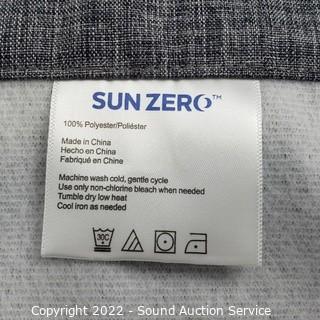 SUN ZERO™
100% Polyester/Poliéster
Made in China
Hecho en China
Fabriqué en Chine
Machine wash cold, gentle cycle
Use only non-chlorine bleach when needed
Tumble dry low heat
Cool iron as needed
30C
Copyright 2022 - Sound Auction Service